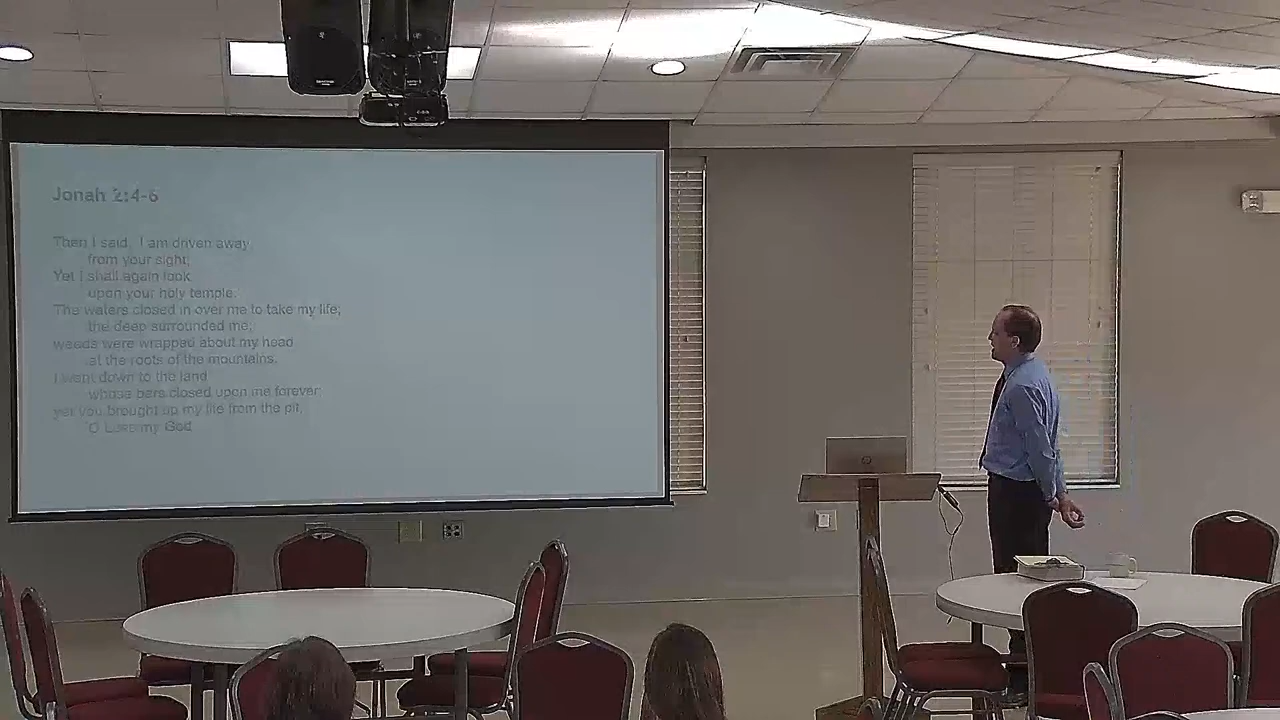 Jonah 2:4-6
Then I said, I am driven away
from your sight;
Yet I shall again look
upon your holy temple.
The waters closed in over me to take my life;
the deep surrounded me;
weeds were wrapped about my head
at the roots of the mountains.
I went down to the land
whose bars closed upon me forever
yet you brought up my life from the pit,
O LORD my God
hp